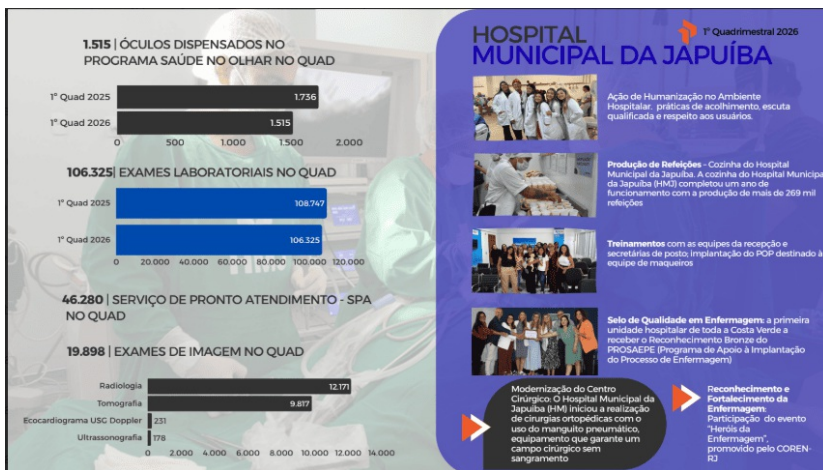 1.515 | ÓCULOS DISPENSADOS NO
PROGRAMA SAÚDE NO OLHAR NO QUAD
1º Quad 2025
1.736
1º Quad 2026
1.515
0 500 1.000 1.500 2.000
106.325| EXAMES LABORATORIAIS NO QUAD
1º Quad 2025
108.747
1º Quad 2026
106.325
0 20.000 40.000 60.000 80.000 100.000 120.000
46.280 | SERVIÇO DE PRONTO ATENDIMENTO - SPA
NO QUAD
19.898 | EXAMES DE IMAGEM NO QUAD
Radiologia 12.171
Tomografia 9.817
Ecocardiograma USG Doppler 231
Ultrassonografia 178
0 2.000 4.000 6.000 8.000 10.000 12.000 14.000
HOSPITAL
MUNICIPAL DA JAPUÍBA
1º Quadrimestral 2026
Ação de Humanização no Ambiente
Hospitalar. práticas de acolhimento, escuta
qualificada e respeito aos usuários.
Produção de Refeições - Cozinha do Hospital
Municipal da Japuíba. A cozinha do Hospital Municipa
da Japuíba (HMJ) completou um ano de
funcionamento com a produção de mais de 269 mil
refeições
Treinamentos com as equipes da recepção e
secretárias de posto; implantação do POP destinado à
equipe de maqueiros
Selo de Qualidade em Enfermagem: a primeira
unidade hospitalar de toda a Costa Verde a
receber o Reconhecimento Bronze do
PROSAEPE (Programa de Apoio à Implantação
do Processo de Enfermagem)
Modernização do Centro
Cirúrgico: O Hospital Municipal da
Japuíba (HM) iniciou a realização
de cirurgias ortopédicas com o
uso do manguito pneumático,
equipamento que garante um
campo cirúrgico sem
sangramento
Reconhecimento e
Fortalecimento da
Enfermagem:
Participação do evento
"Heróis da
Enfermagem",
promovido pelo COREN-
RJ